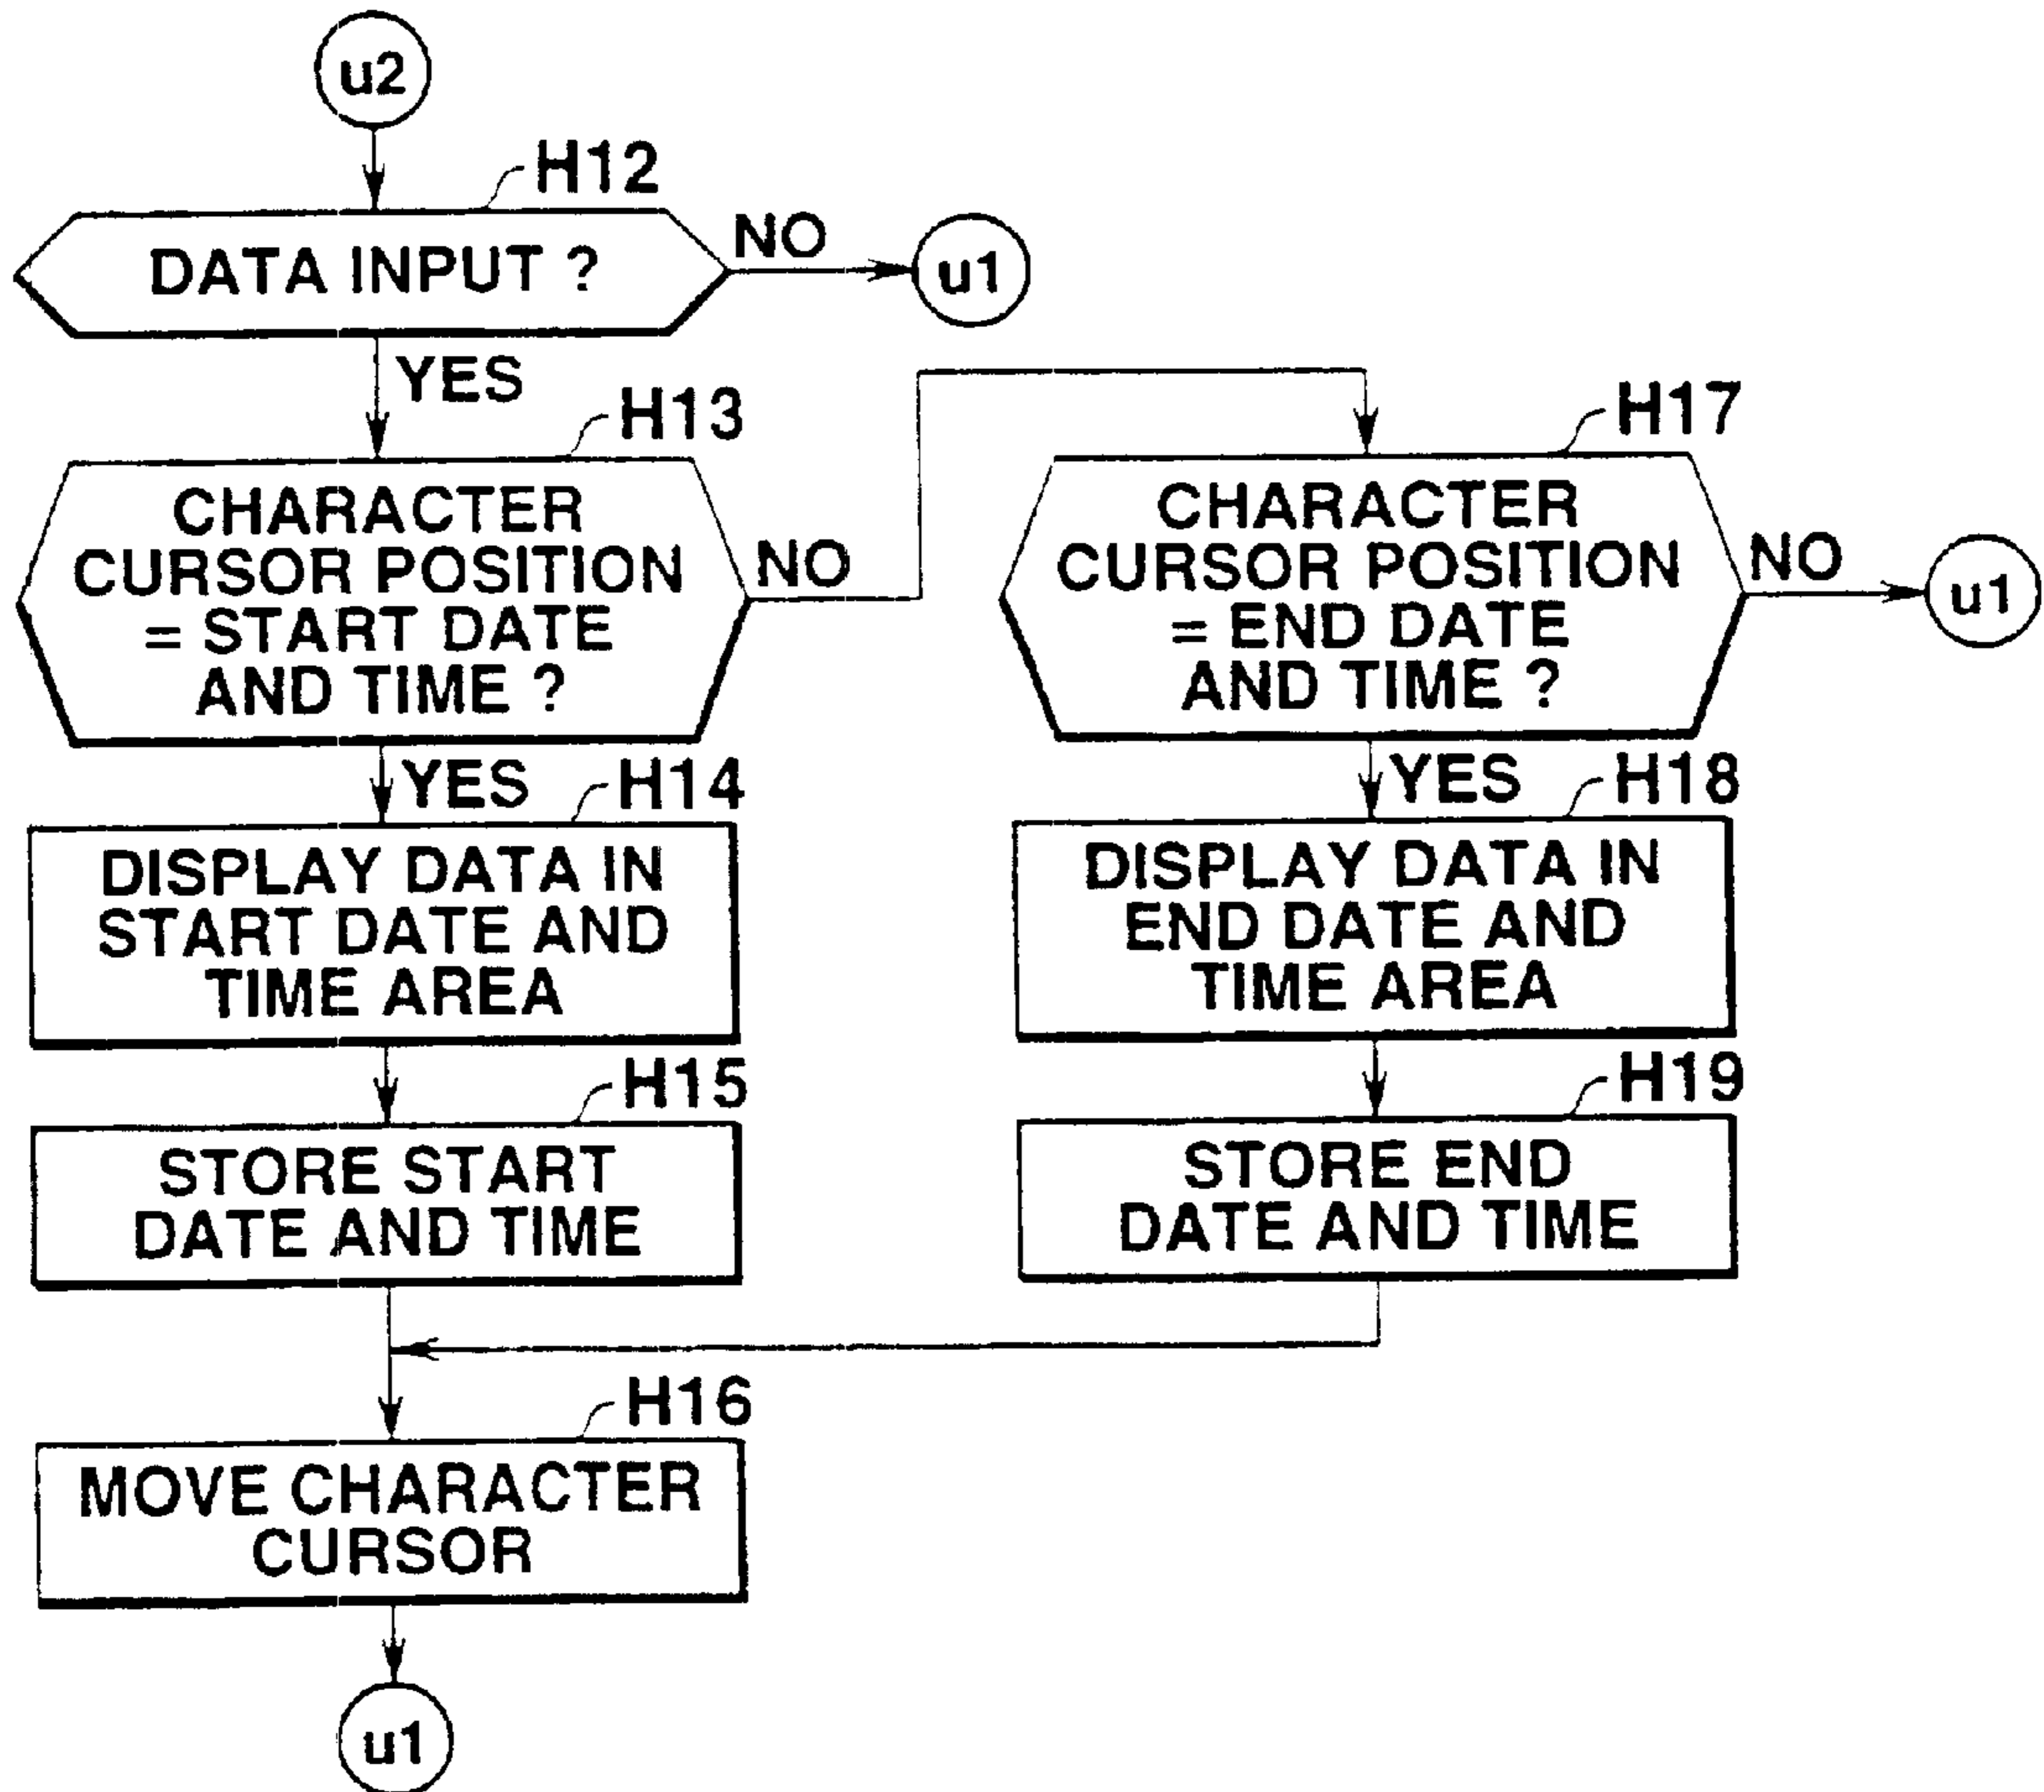 u2
H12
DATA INPUT ?
NO
u1
YES
H13
CHARACTER
CURSOR POSITION
= START DATE
AND TIME ?
NO
H17
CHARACTER
CURSOR POSITION
= END DATE
AND TIME ?
NO
u1
YES
H14
DISPLAY DATA IN
START DATE AND
TIME AREA
YES
H18
DISPLAY DATA IN
END DATE AND
TIME AREA
H15
STORE START
DATE AND TIME
H19
STORE END
DATE AND TIME
H16
MOVE CHARACTER
CURSOR
u1